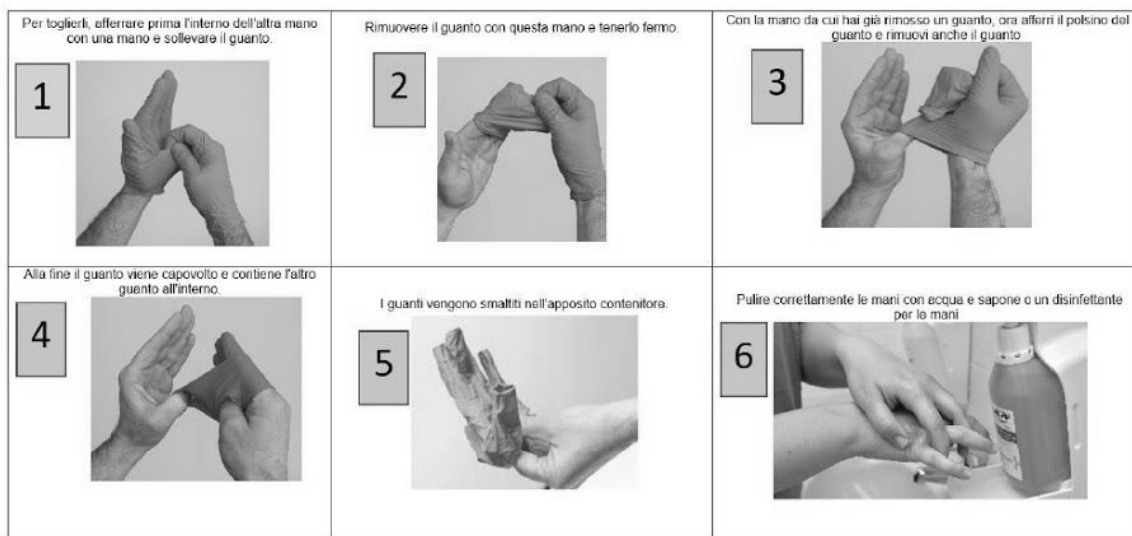 Per toglierli, afferrare prima l'interno dell'altra mano
con una mano e sollevare il guanto.
1
Rimuovere il guanto con questa mano e tenerlo fermo.
2
Con la mano da cui hai già rimosso un guanto, ora afferri il polsino del
guanto e rimuovi anche il guanto
3
Alla fine il guanto viene capovolto e contiene l'altro
guanto all'interno.
4
I guanti vengono smaltiti nell'apposito contenitore.
5
Pulire correttamente le mani con acqua e sapone o un disinfettante
per le mani
6